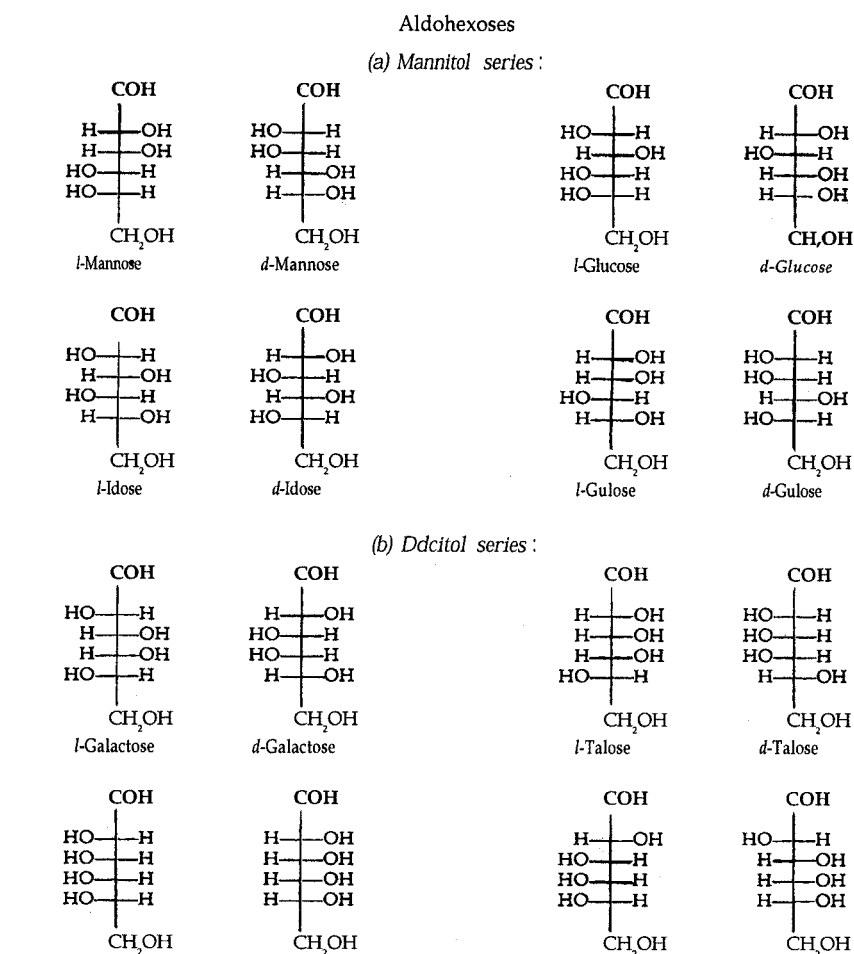 Aldohexoses
(a) Mannitol series :
COH COH COH COH
H OH HO H HO H H OH
H OH HO H H OH HO H
HO H H OH HO H H OH
HO H H OH HO H H OH
CH2OH CH2OH CH2OH CH,OH
l-Mannose d-Mannose l-Glucose d-Glucose
COH COH COH COH
HO H H OH H OH HO H
H OH HO H H OH HO H
HO H H OH HO H H OH
H OH HO H H OH HO H
CH2OH CH2OH CH2OH CH2OH
l-Idose d-Idose l-Gulose d-Gulose
(b) Ddcitol series :
COH COH COH COH
HO H H OH H OH HO H
H OH HO H H OH HO H
H OH HO H H OH HO H
HO H H OH HO H H OH
CH2OH CH2OH CH2OH CH2OH
l-Galactose d-Galactose l-Talose d-Talose
COH COH COH COH
HO H H OH H OH HO H
HO H H OH HO H H OH
HO H H OH HO H H OH
HO H H OH HO H H OH
CH2OH CH2OH CH2OH CH2OH